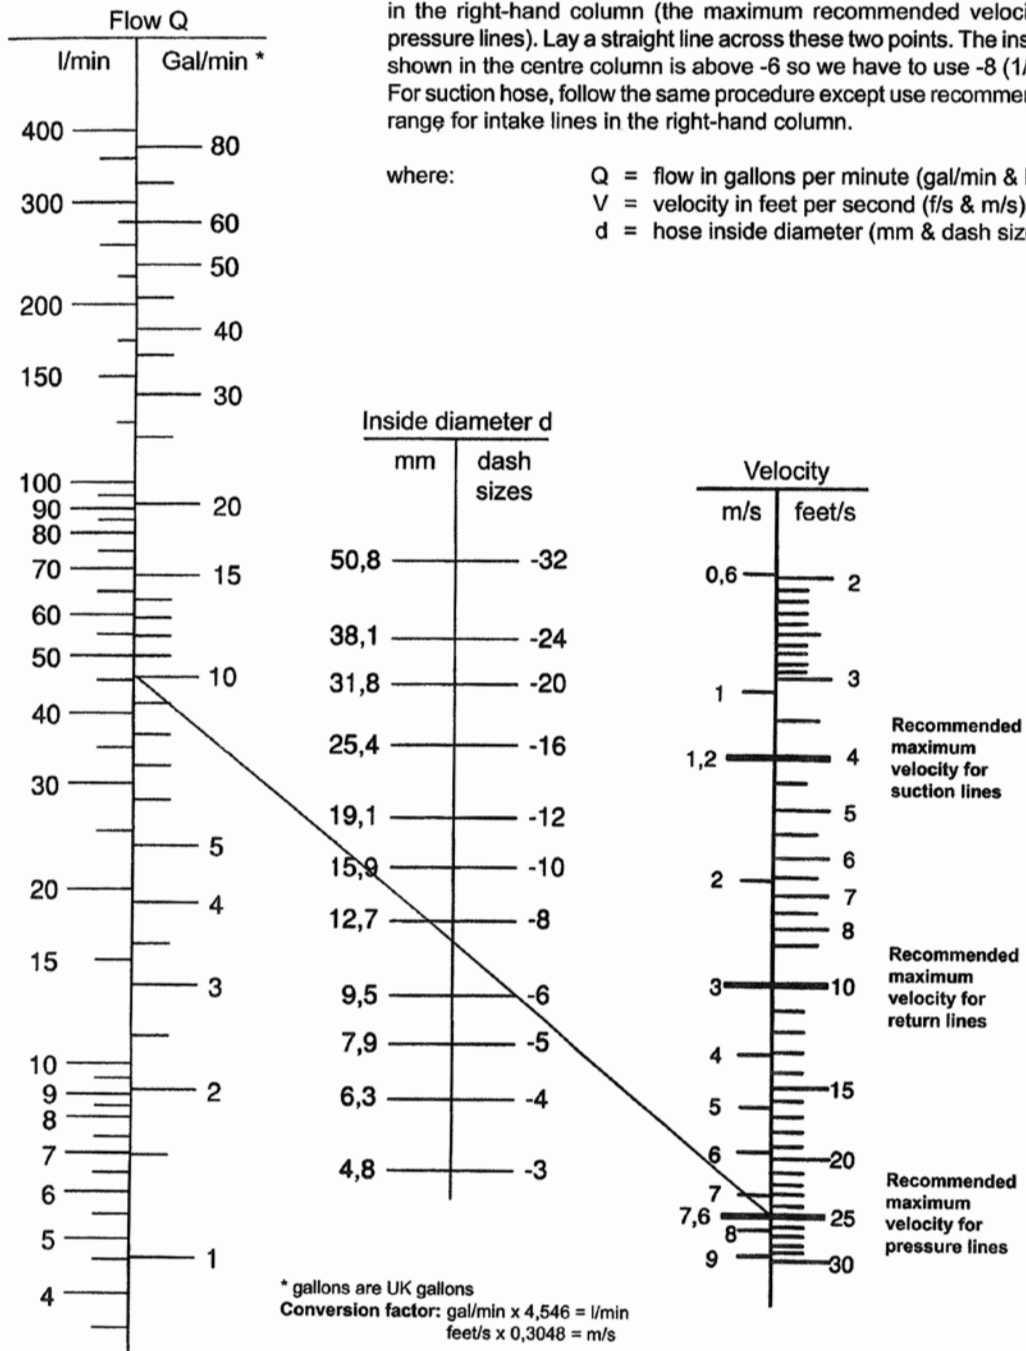 in the right-hand column (the maximum recommended
pressure lines). Lay a straight line across these two points. The
shown in the centre column is above -6 so we have to use -8
For suction hose, follow the same procedure except use
range for intake lines in the right-hand column.
where:
Q = flow in gallons per minute (gal/min &
V = velocity in feet per second (f/s & m/s)
d = hose inside diameter (mm & dash
Flow Q
l/min Gal/min *
400
80
300
60
50
200
40
150
30
100
20
90
80
70
15
60
50
10
40
30
5
20
4
15
3
10
2
9
8
7
6
5
1
4
Inside diameter d
mm dash
sizes
50,8 -32
38,1 -24
31,8 -20
25,4 -16
19,1 -12
15,9 -10
12,7 -8
9,5 -6
7,9 -5
6,3 -4
4,8 -3
Velocity
m/s feet/s
0,6 2
3
1
1,2 4
5
6
2
7
8
3 10
4
15
5
6 20
7
7,6 25
8
9 30
Recommended
maximum
velocity for
suction lines
Recommended
maximum
velocity for
return lines
Recommended
maximum
velocity for
pressure lines
* gallons are UK gallons
Conversion factor: gal/min x 4,546 = l/min
feet/s x 0,3048 = m/s